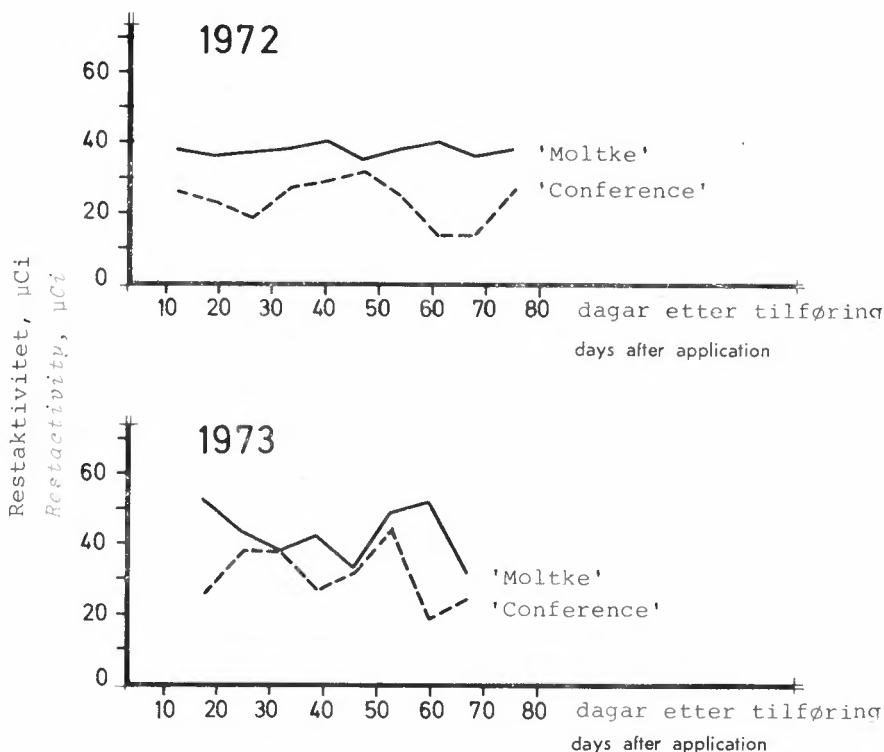 1972
60
40
20
0
'Moltke'
'Conference'
10 20 30 40 50 60 70 80 dagar etter tilføring
days after application
Restaktivitet, µCi
Restactivity, µCi
1973
60
40
20
0
'Moltke'
'Conference'
10 20 30 40 50 60 70 80 dagar etter tilføring
days after application